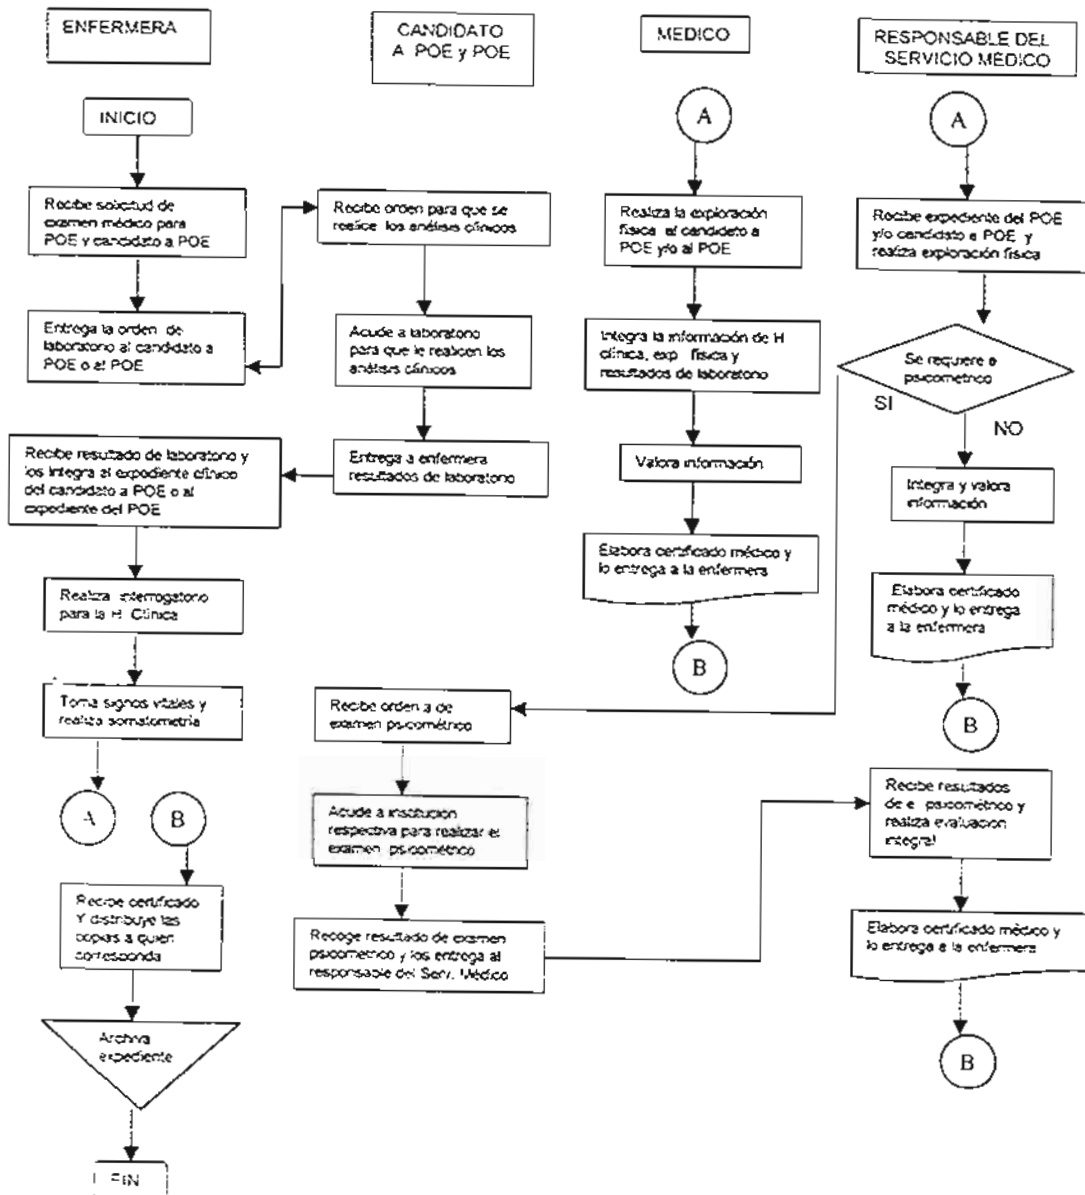 ENFERMERA
CANDIDATO
A POE y POE
MEDICO
RESPONSABLE DEL
SERVICIO MÉDICO
INICIO
Recibe solicitud de
examen médico para
POE y candidato a POE
Entrega la orden de
laboratorio al candidato a
POE o al POE
Recibe resultado de laboratorio y
los integra al expediente clínico
del candidato a POE o al
expediente del POE
Realiza interrogatorio
para la H Clínica
Toma signos vitales y
realiza somatometría
A
B
Recibe certificado
Y distribuye las
copias a quien
corresponda
Archiva
expediente
FIN
Recibe orden para que se
realice los análisis clínicos
Acude a laboratorio
para que le realicen los
análisis clínicos
Entrega a enfermera
resultados de laboratorio
Recibe orden a de
examen psicométrico
Acude a institución
respectiva para realizar el
examen psicométrico
Recoge resultado de examen
psicometrico y los entrega al
responsable del Serv. Médico
A
Realiza la exploración
física al candidato a
POE y/o al POE
Integra la información de H
clínica, exp física y
resultados de laboratorio
Valora información
Elabora certificado médico y
lo entrega a la enfermera
B
A
Recibe expediente del POE
y/o candidato a POE y
realiza exploración física
Se requiere e
psicometrico
SI
NO
Integra y valora
información
Elabora certificado
médico y lo entrega
a la enfermera
B
Recibe resultados
de e psicométrico y
realiza evaluacion
integral
Elabora certificado médico y
lo entrega a la enfermera
B